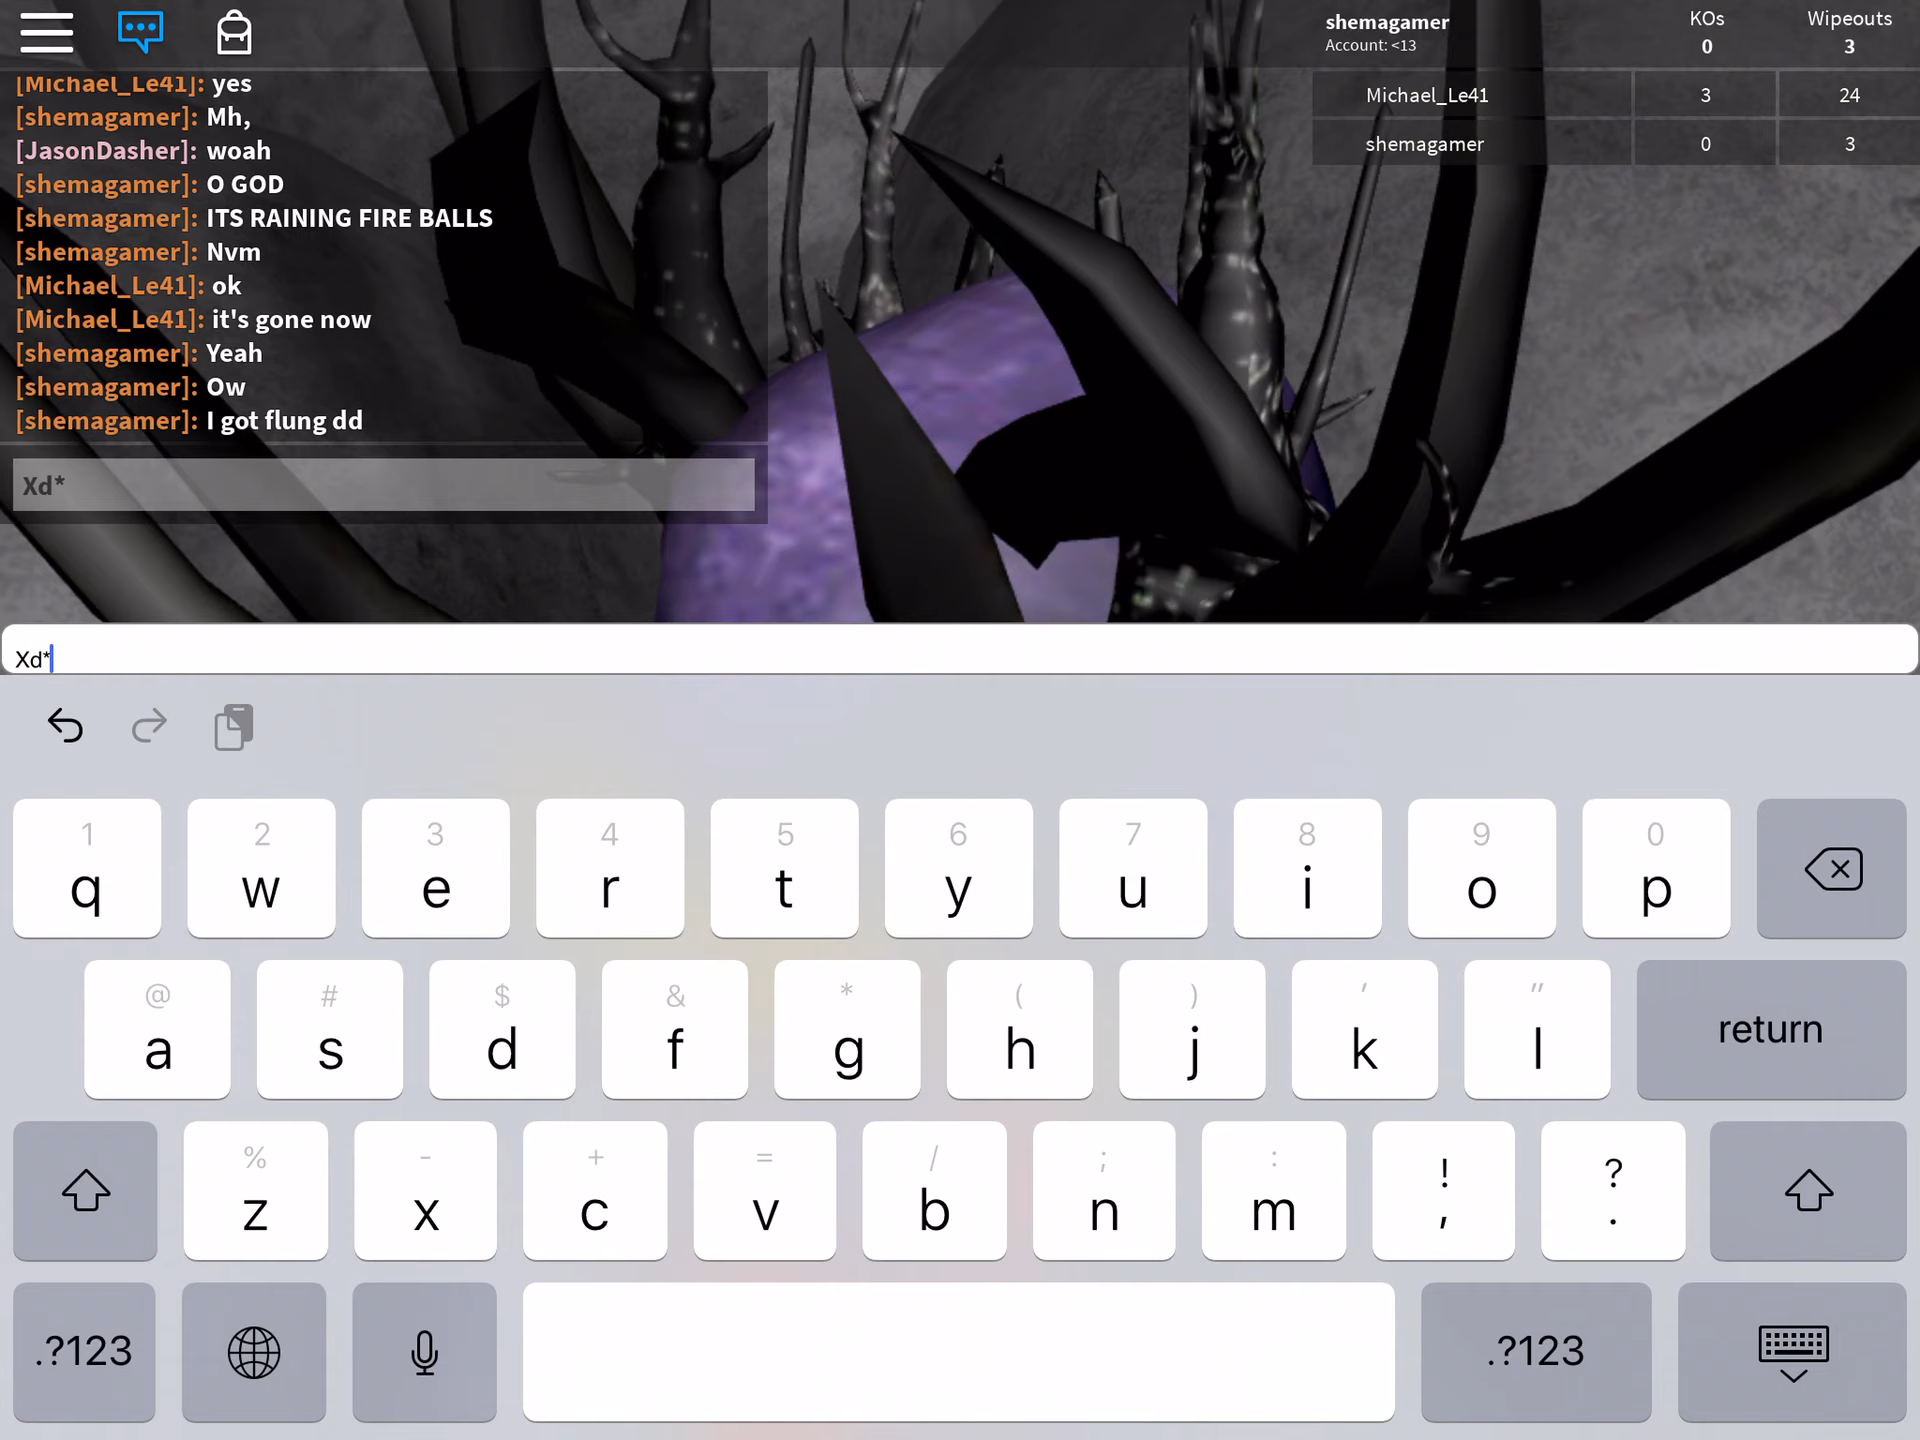 shemagamer
Account: <13
KOs
0
Wipeouts
3
Michael_Le41 3 24
shemagamer 0 3
[Michael_Le41]: yes
[shemagamer]: Mh,
[JasonDasher]: woah
[shemagamer]: O GOD
[shemagamer]: ITS RAINING FIRE BALLS
[shemagamer]: Nvm
[Michael_Le41]: ok
[Michael_Le41]: it's gone now
[shemagamer]: Yeah
[shemagamer]: Ow
[shemagamer]: I got flung dd
Xd*
Xd*
1 2 3 4 5 6 7 8 9 0
q w e r t y u i o p
@ # $ & * ( ) ' "
a s d f g h j k l return
% - + = / ; : ! ?
z x c v b n m , .
.?123 .?123